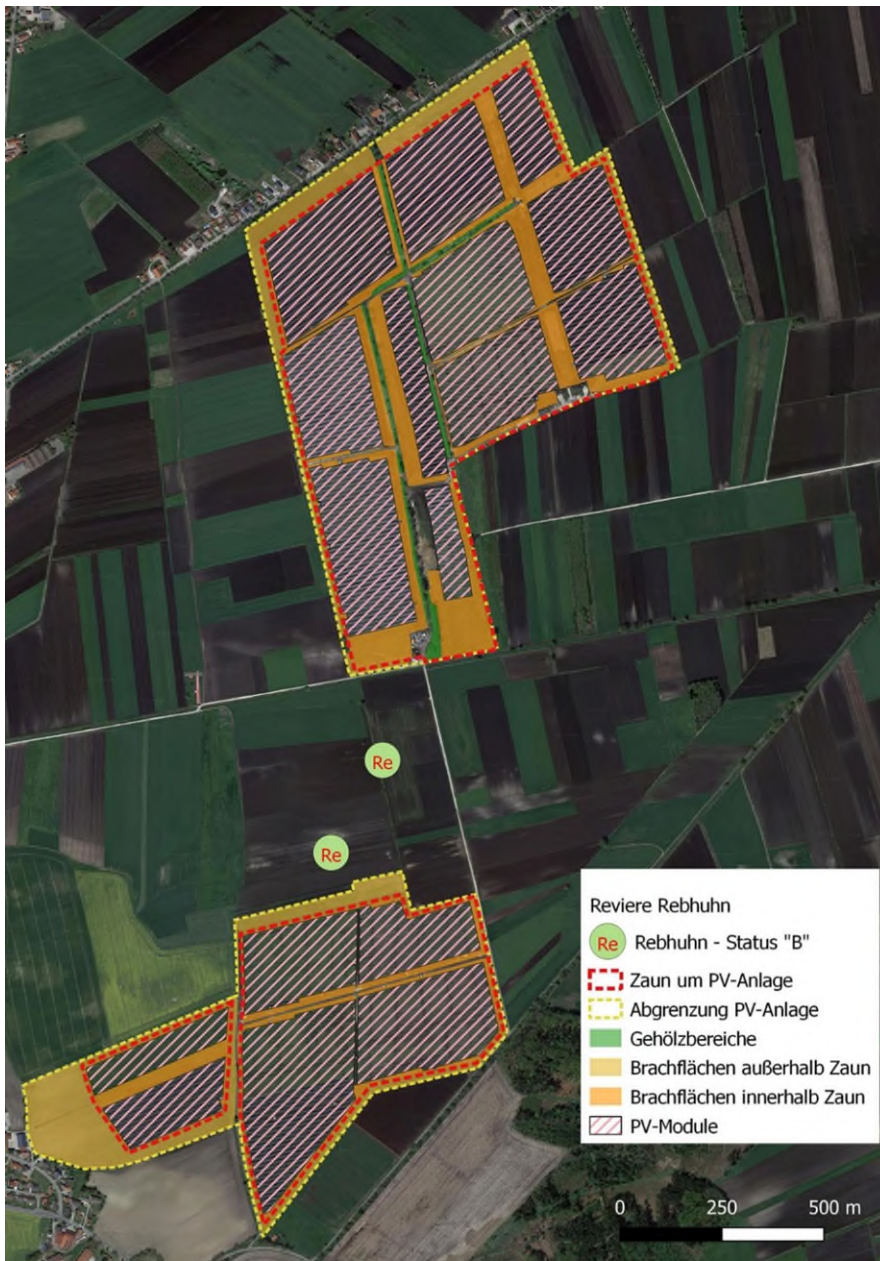 Re
Re
Reviere Rebhuhn
Re Rebhuhn - Status "B"
Zaun um PV-Anlage
Abgrenzung PV-Anlage
Gehölzbereiche
Brachflächen außerhalb Zaun
Brachflächen innerhalb Zaun
PV-Module
0 250 500 m